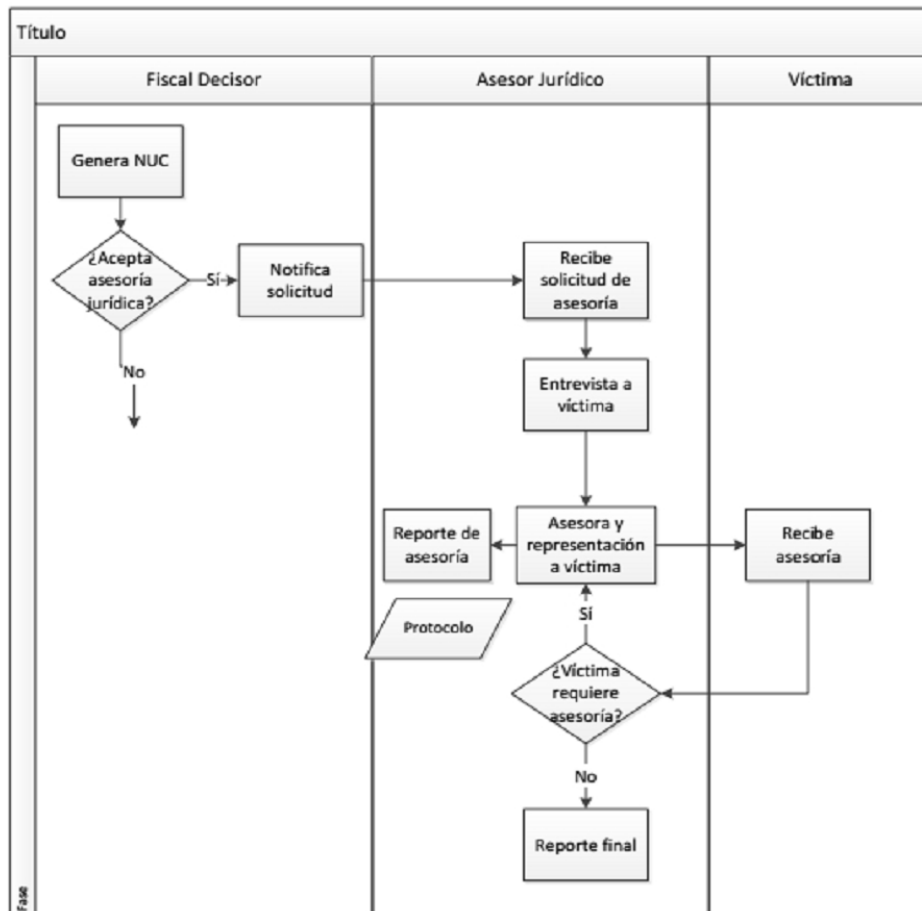 Título
Fiscal Decisor
Asesor Jurídico
Víctima
Genera NUC
¿Acepta
asesoría
jurídica?
Sí
No
Notifica
solicitud
Recibe
solicitud de
asesoría
Entrevista a
víctima
Reporte de
asesoría
Asesora y
representación
a víctima
Recibe
asesoría
Protocolo
Sí
¿Víctima
requiere
asesoría?
No
Reporte final
Fase